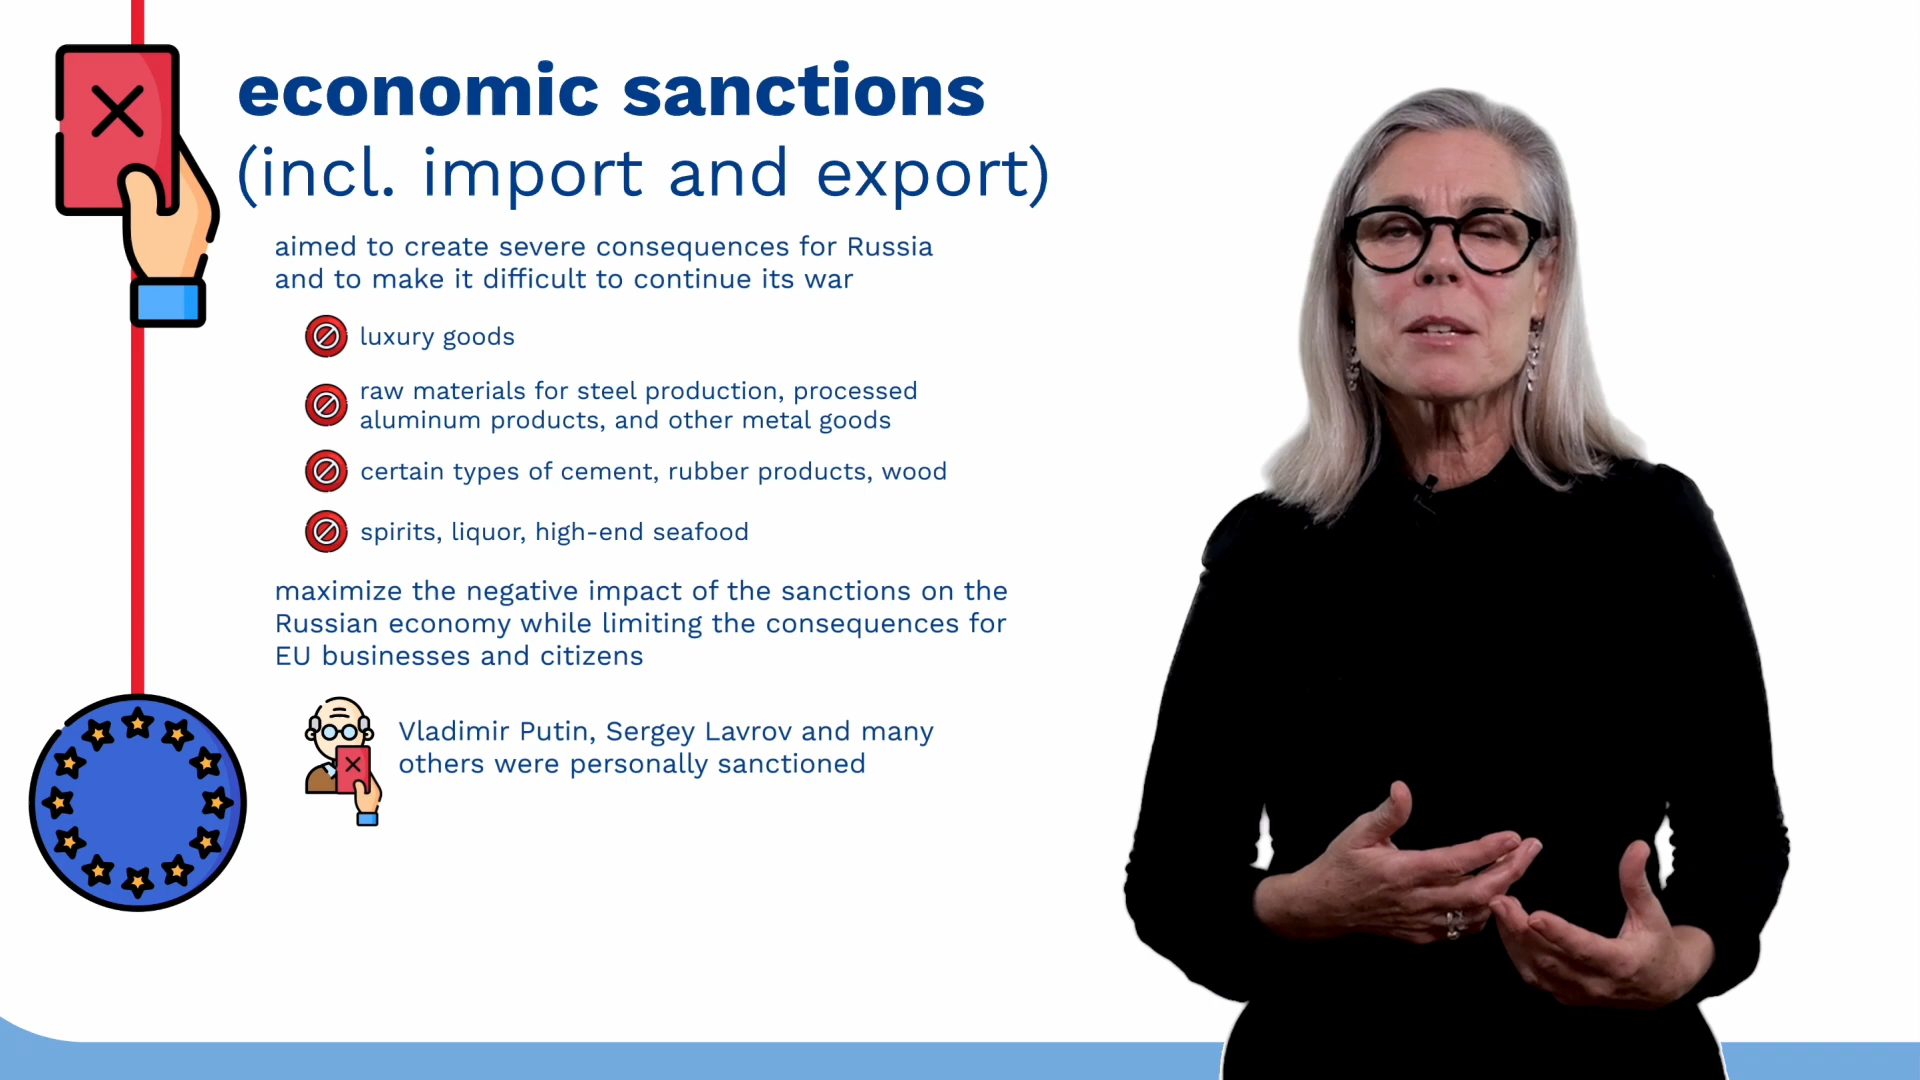 economic sanctions
(incl. import and export)
aimed to create severe consequences for Russia
and to make it difficult to continue its war
luxury goods
raw materials for steel production, processed
aluminum products, and other metal goods
certain types of cement, rubber products, wood
spirits, liquor, high-end seafood
maximize the negative impact of the sanctions on the
Russian economy while limiting the consequences for
EU businesses and citizens
Vladimir Putin, Sergey Lavrov and many
others were personally sanctioned